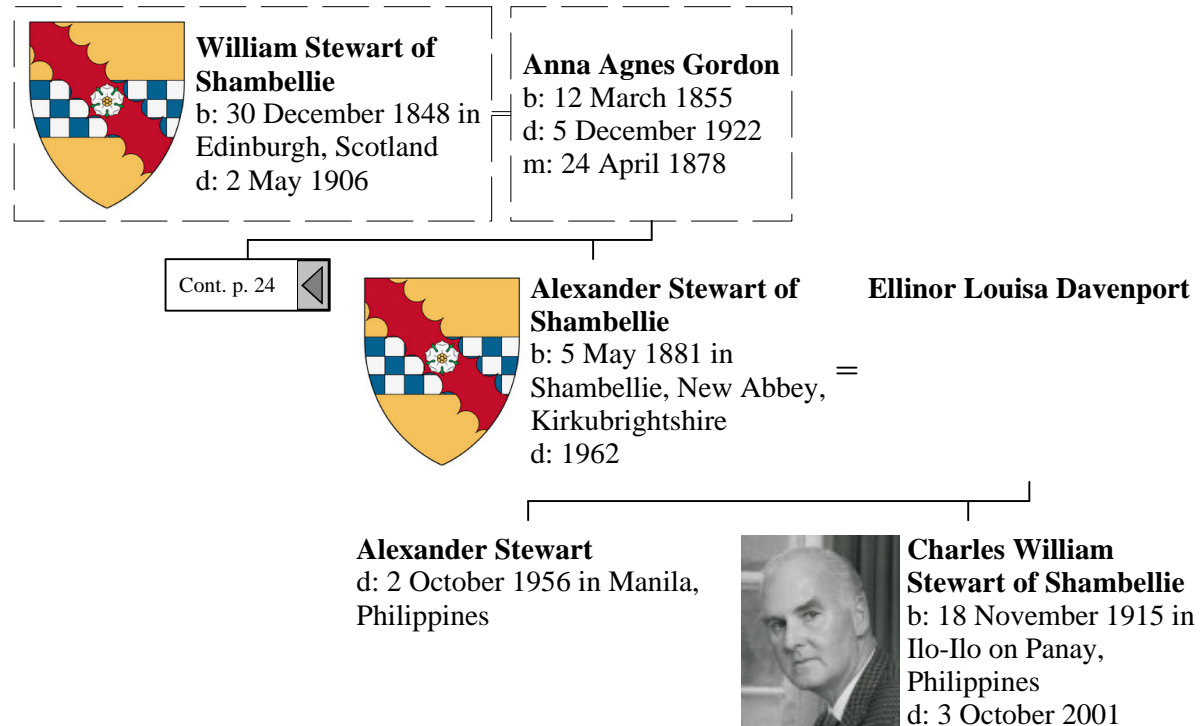 William Stewart of
Shambellie
b: 30 December 1848 in
Edinburgh, Scotland
d: 2 May 1906
Anna Agnes Gordon
b: 12 March 1855
d: 5 December 1922
m: 24 April 1878
Cont. p. 24
Alexander Stewart of
Shambellie
b: 5 May 1881 in
Shambellie, New Abbey,
Kirkubrightshire
d: 1962
=
Ellinor Louisa Davenport
Alexander Stewart
d: 2 October 1956 in Manila,
Philippines
Charles William
Stewart of Shambellie
b: 18 November 1915 in
Ilo-Ilo on Panay,
Philippines
d: 3 October 2001